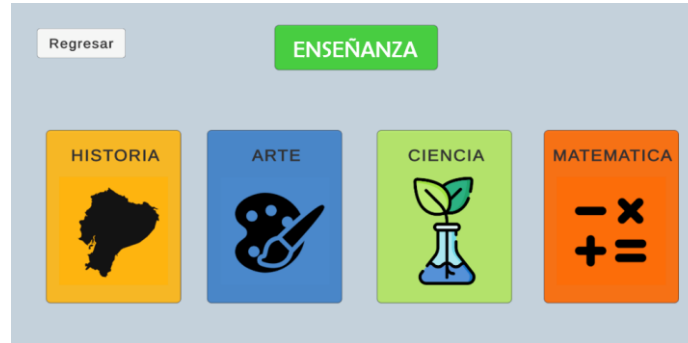 Regresar
ENSEÑANZA
HISTORIA
ARTE
CIENCIA
MATEMATICA